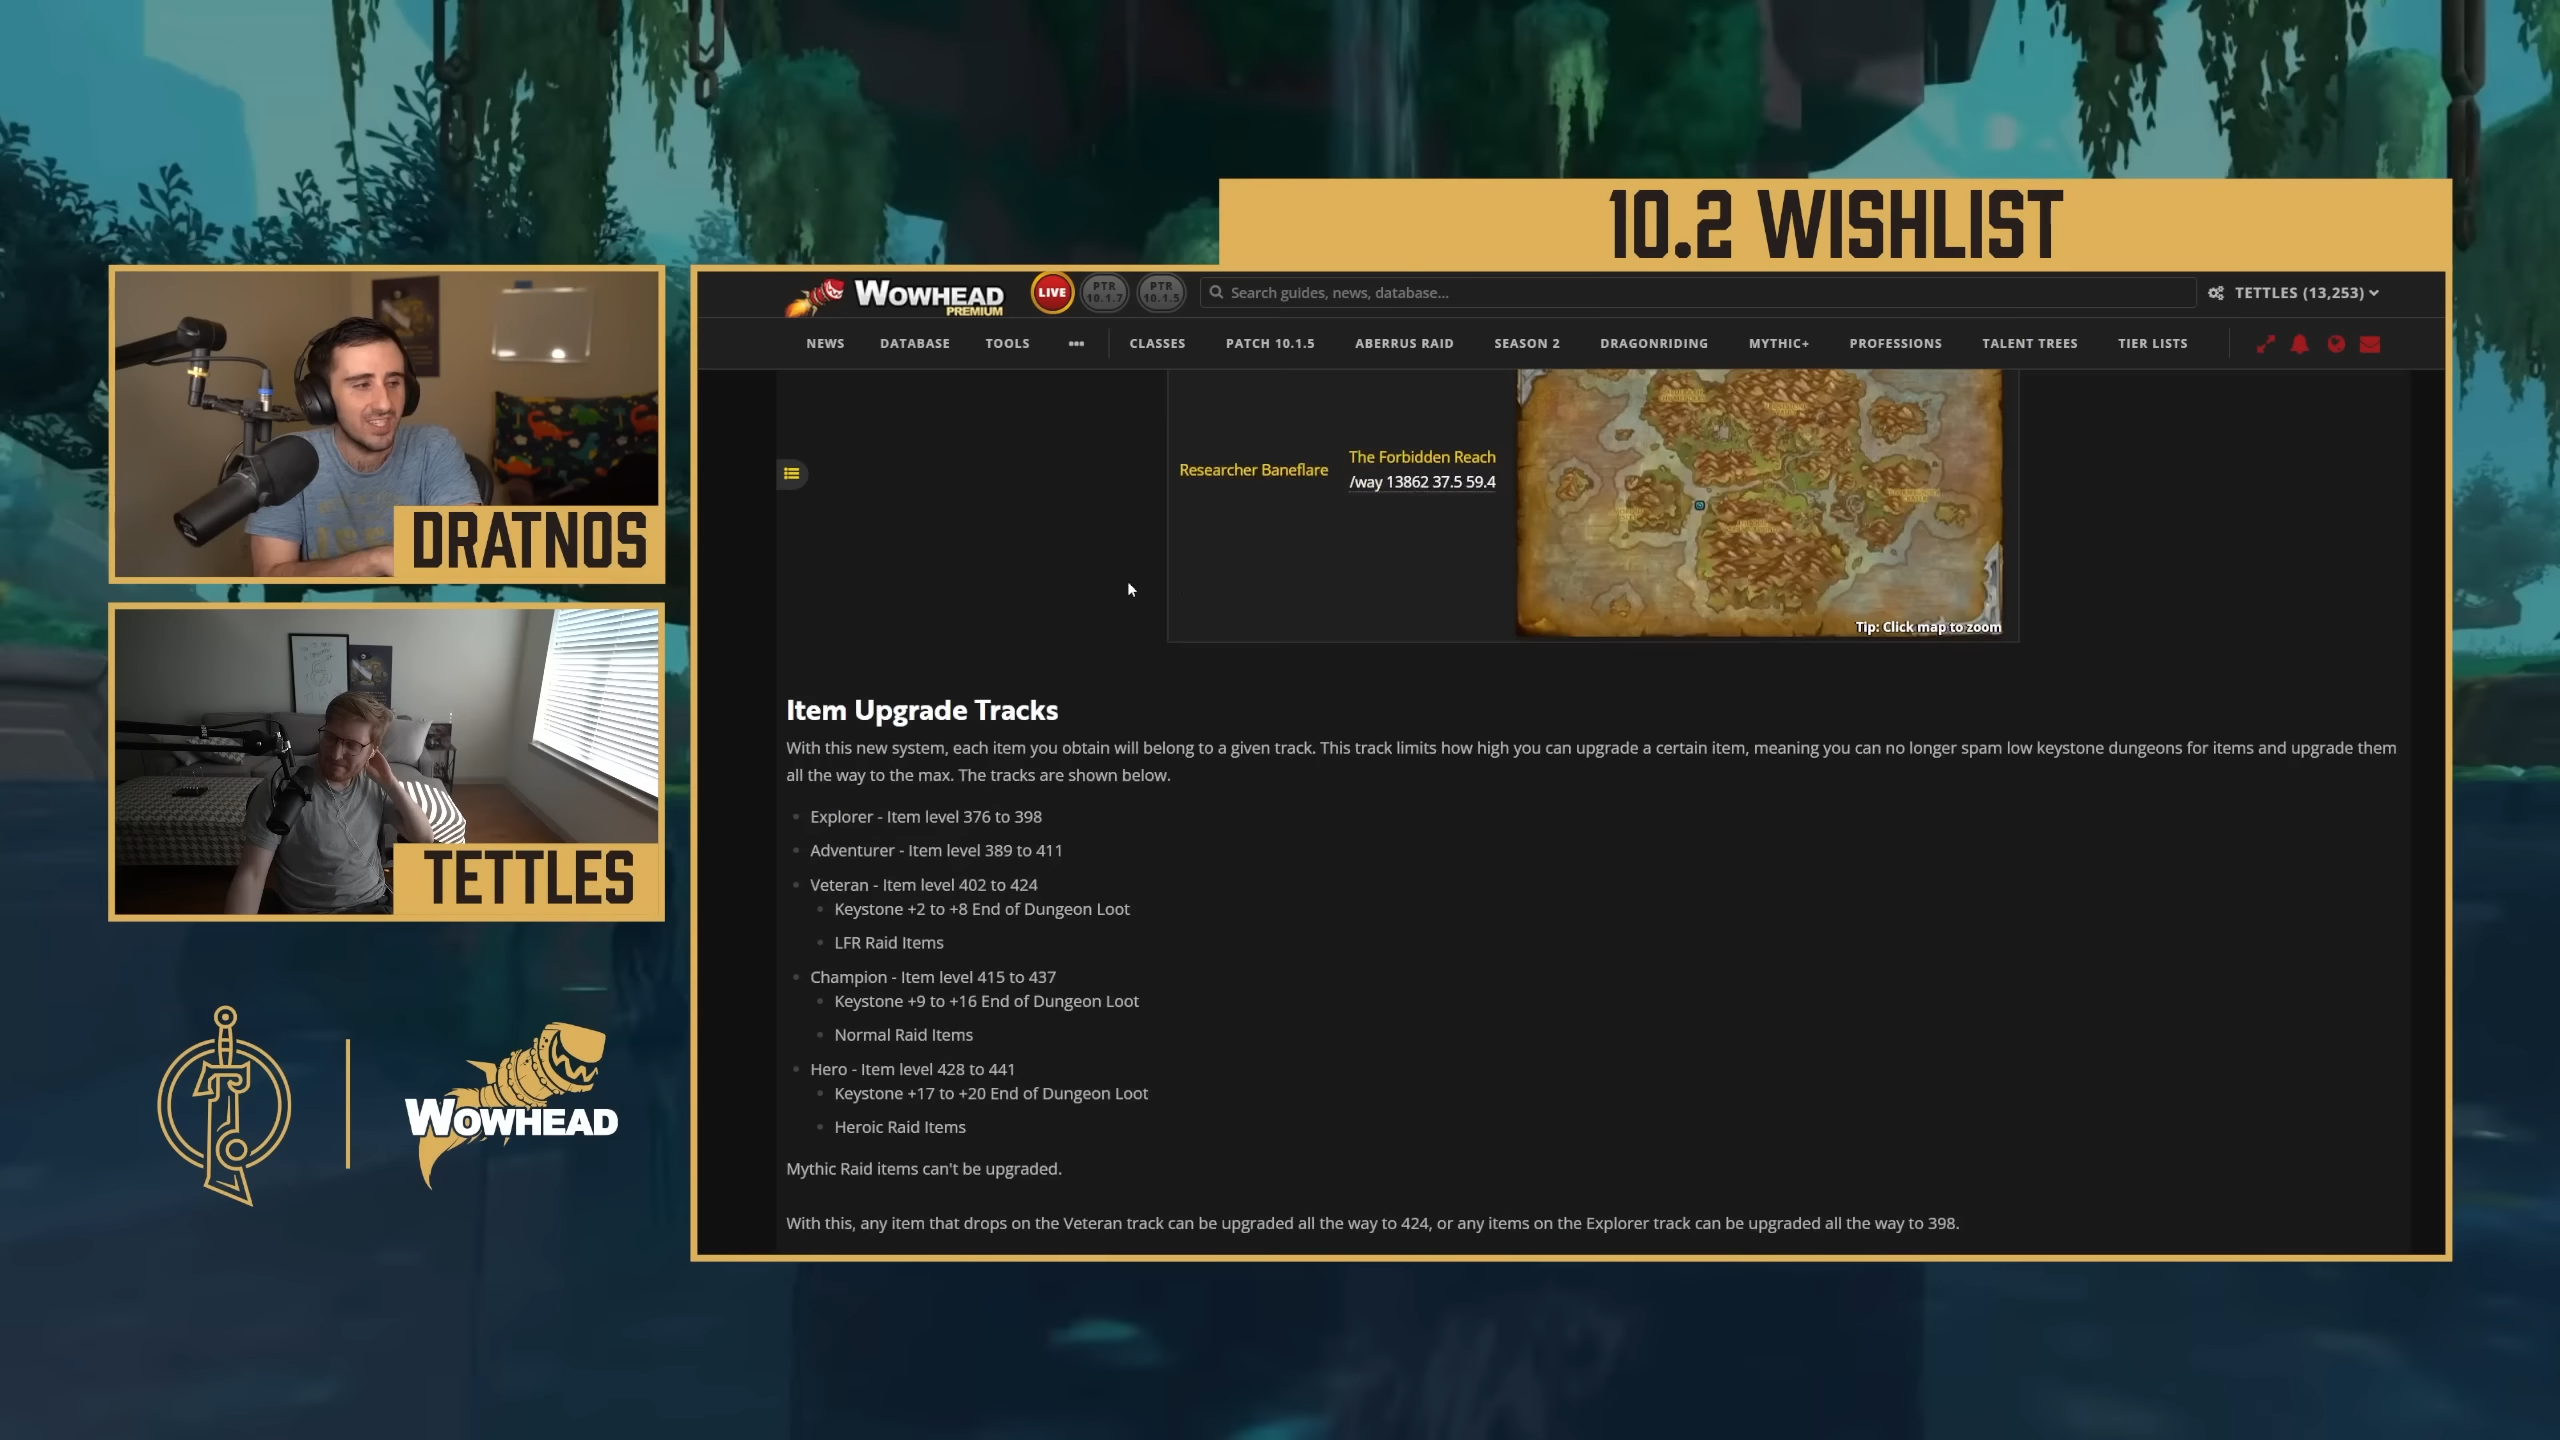 10.2 WISHLIST
WOWHEAD
PREMIUM
LIVE
PTR
10.1.7
PTR
10.1.5
Search guides, news, database...
TETTLES (13,253)
NEWS
DATABASE
TOOLS
CLASSES
PATCH 10.1.5
ABERRUS RAID
SEASON 2
DRAGONRIDING
MYTHIC+
PROFESSIONS
TALENT TREES
TIER LISTS
DRATNOS
TETTLES
WOWHEAD
Researcher Baneflare
The Forbidden Reach
/way 13862 37.5 59.4
Tip: Click map to zoom
Item Upgrade Tracks
With this new system, each item you obtain will belong to a given track. This track limits how high you can upgrade a certain item, meaning you can no longer spam low keystone dungeons for items and upgrade them
all the way to the max. The tracks are shown below.
Explorer - Item level 376 to 398
Adventurer - Item level 389 to 411
Veteran - Item level 402 to 424
Keystone +2 to +8 End of Dungeon Loot
LFR Raid Items
Champion - Item level 415 to 437
Keystone +9 to +16 End of Dungeon Loot
Normal Raid Items
Hero - Item level 428 to 441
Keystone +17 to +20 End of Dungeon Loot
Heroic Raid Items
Mythic Raid items can't be upgraded.
With this, any item that drops on the Veteran track can be upgraded all the way to 424, or any items on the Explorer track can be upgraded all the way to 398.